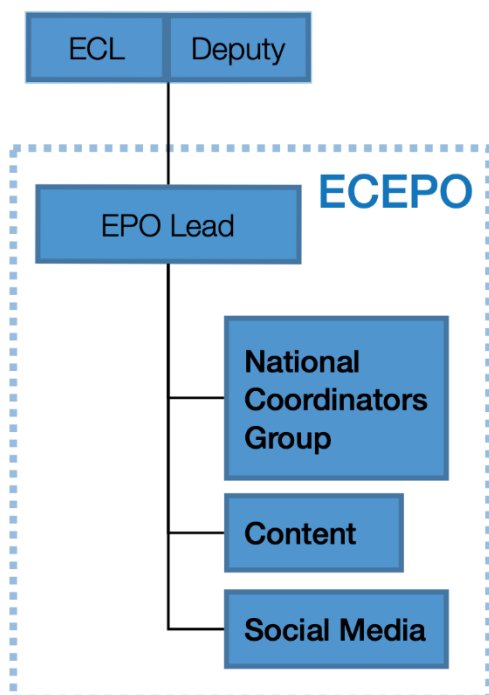 ECL
Deputy
ECEPO
EPO Lead
National
Coordinators
Group
Content
Social Media